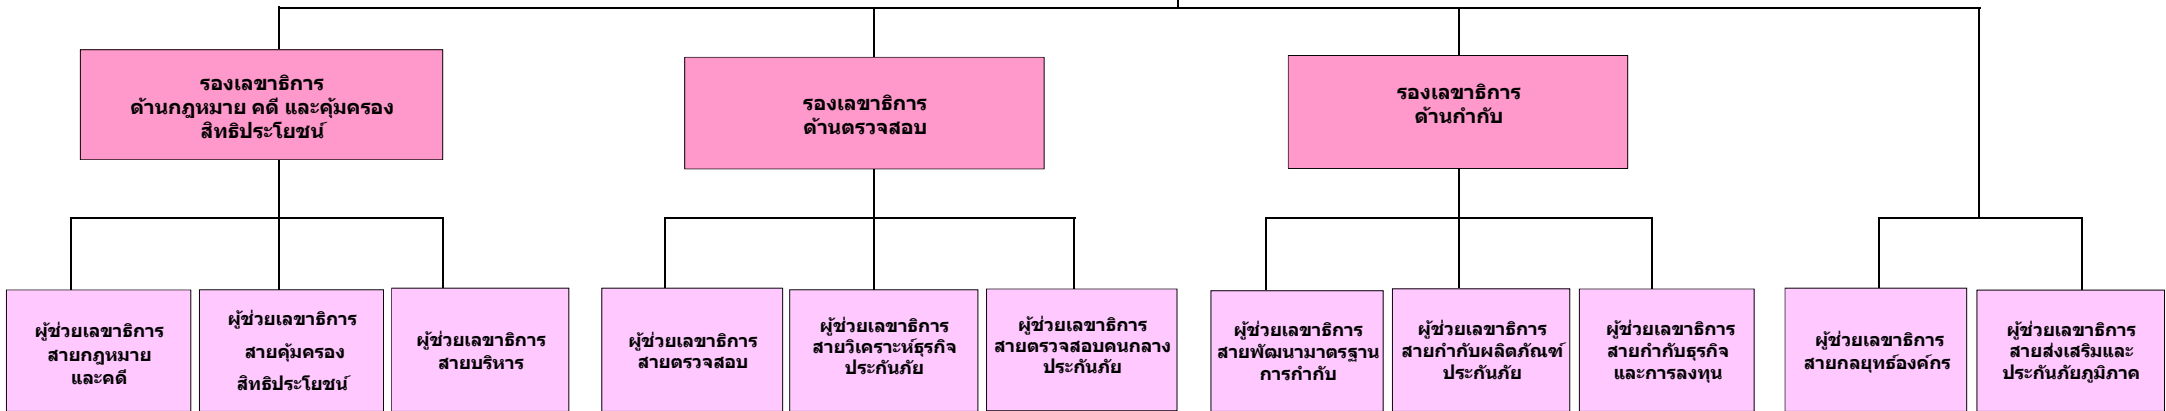 รองเลขาธิการ
ด้านกฎหมาย คดี และคุ้มครอง
สิทธิประโยชน์
รองเลขาธิการ
ด้านตรวจสอบ
รองเลขาธิการ
ด้านกำกับ
ผู้ช่วยเลขาธิการ
สายกฎหมาย
และคดี
ผู้ช่วยเลขาธิการ
สายคุ้มครอง
สิทธิประโยชน์
ผู้ช่วยเลขาธิการ
สายบริหาร
ผู้ช่วยเลขาธิการ
สายตรวจสอบ
ผู้ช่วยเลขาธิการ
สายวิเคราะห์ธุรกิจ
ประกันภัย
ผู้ช่วยเลขาธิการ
สายตรวจสอบคนกลาง
ประกันภัย
ผู้ช่วยเลขาธิการ
สายพัฒนามาตรฐาน
การกำกับ
ผู้ช่วยเลขาธิการ
สายกำกับผลิตภัณฑ์
ประกันภัย
ผู้ช่วยเลขาธิการ
สายกำกับธุรกิจ
และการลงทุน
ผู้ช่วยเลขาธิการ
สายกลยุทธ์องค์กร
ผู้ช่วยเลขาธิการ
สายส่งเสริมและ
ประกันภัยภูมิภาค